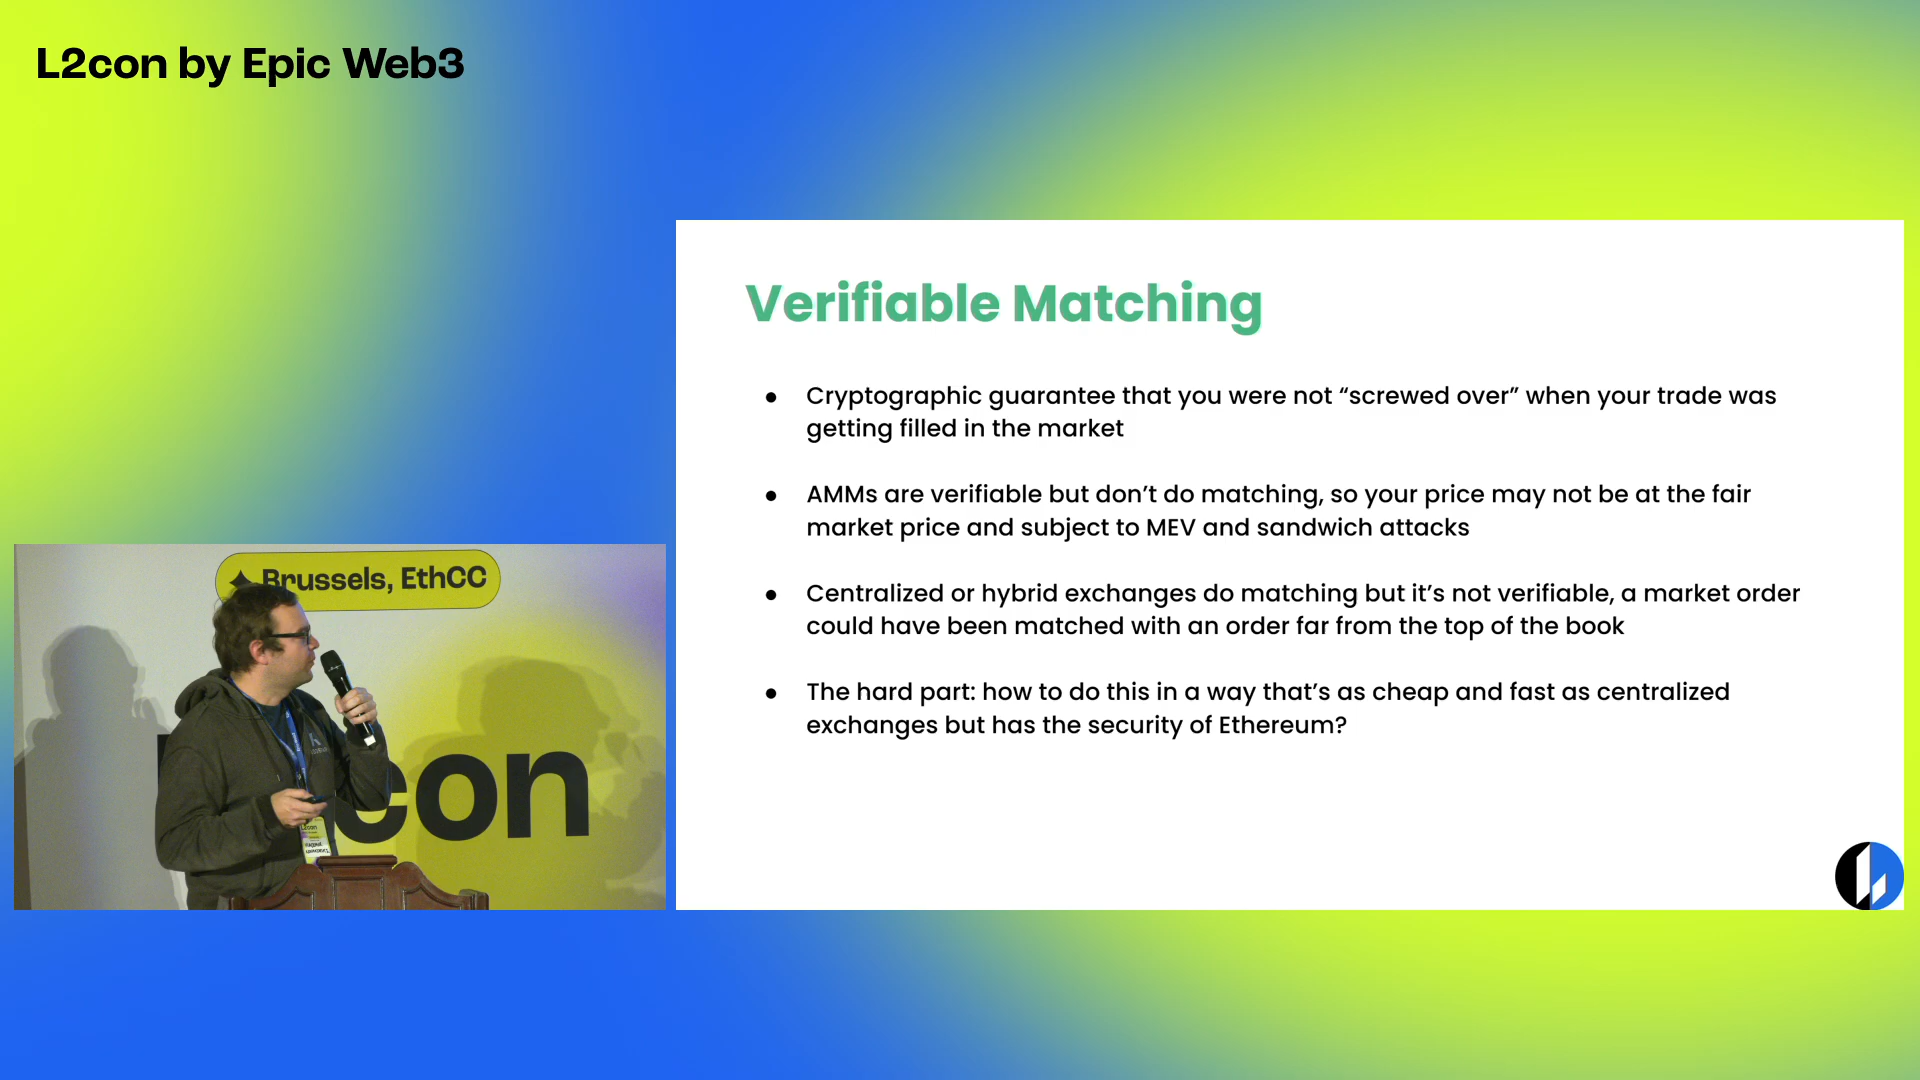 L2con by Epic Web3
Verifiable Matching
● Cryptographic guarantee that you were not “screwed over” when your trade was
getting filled in the market
● AMMs are verifiable but don’t do matching, so your price may not be at the fair
market price and subject to MEV and sandwich attacks
● Centralized or hybrid exchanges do matching but it’s not verifiable, a market order
could have been matched with an order far from the top of the book
● The hard part: how to do this in a way that’s as cheap and fast as centralized
exchanges but has the security of Ethereum?
Brussels, EthCC
con